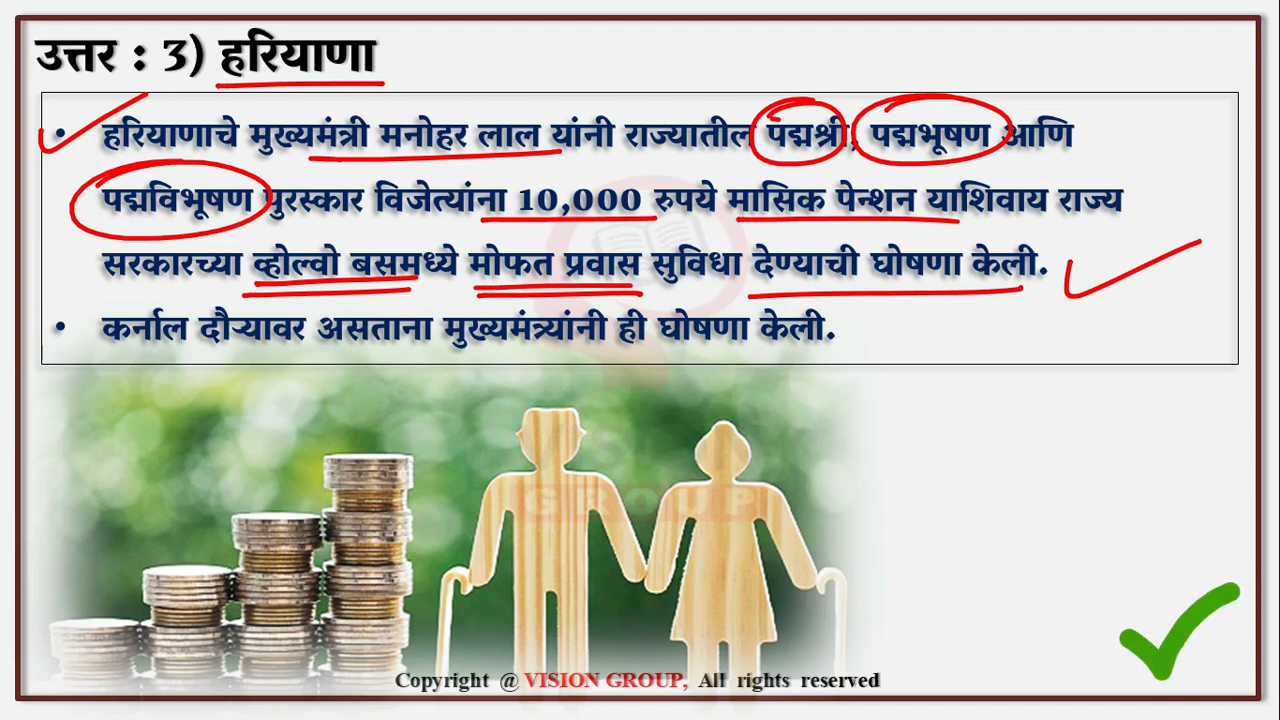 उत्तर : 3) हरियाणा
• हरियाणाचे मुख्यमंत्री मनोहर लाल यांनी राज्यातील पद्मश्री, पद्मभूषण आणि
पद्मविभूषण पुरस्कार विजेत्यांना 10,000 रुपये मासिक पेन्शन याशिवाय राज्य
सरकारच्या व्होल्वो बसमध्ये मोफत प्रवास सुविधा देण्याची घोषणा केली.
• कर्नाल दौऱ्यावर असताना मुख्यमंत्र्यांनी ही घोषणा केली.
GROUP
Copyright @ VISION GROUP, All rights reserved